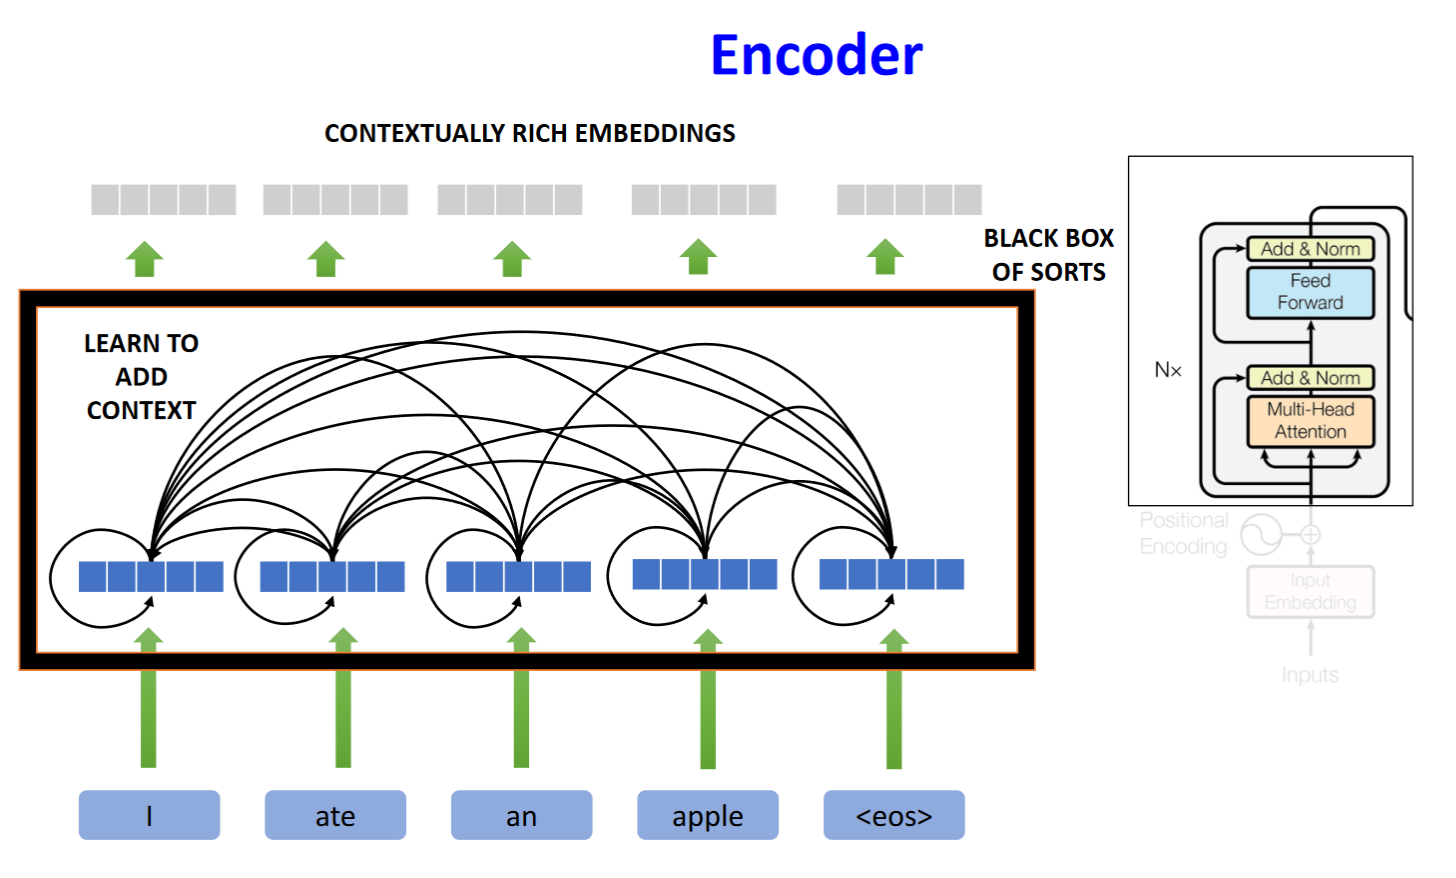 Encoder
CONTEXTUALLY RICH EMBEDDINGS
BLACK BOX
OF SORTS
LEARN TO
ADD
CONTEXT
I
ate
an
apple
<eos>
Add & Norm
Feed
Forward
Nx
Add & Norm
Multi-Head
Attention
Positional
Encoding
Input
Embedding
Inputs